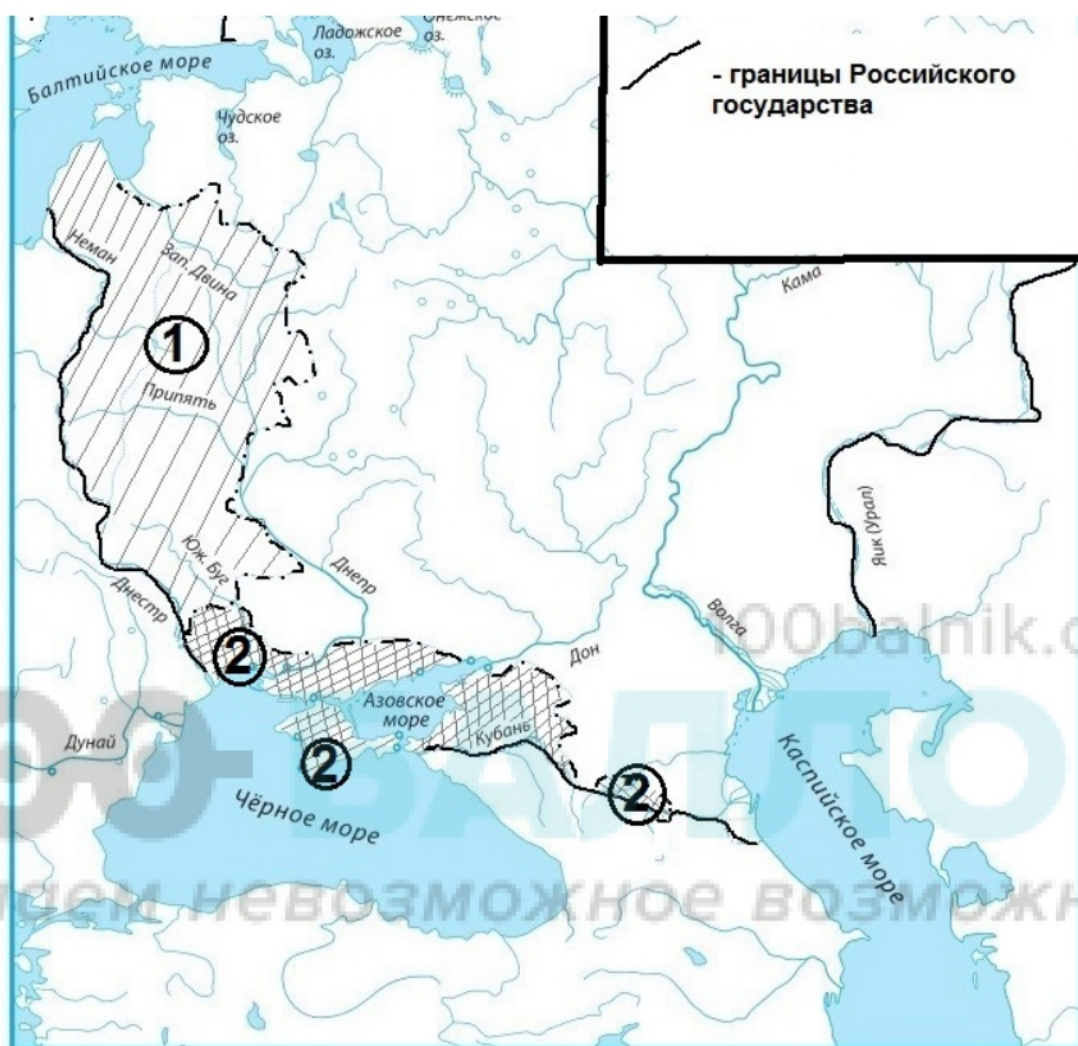 Онежское
оз.
Ладожское
оз.
Балтийское море
- границы Российского
государства
Чудское
оз.
Неман
Зап. Двина
Кама
1
Припять
Яик (Урал)
Юж. Буг
Днепр
Днестр
Волга
100balnik.c
2
Дон
Азовское
море
Кубань
Дунай
2
2
Чёрное море
Каспийское море
БАЛЛО
невозможное возможн